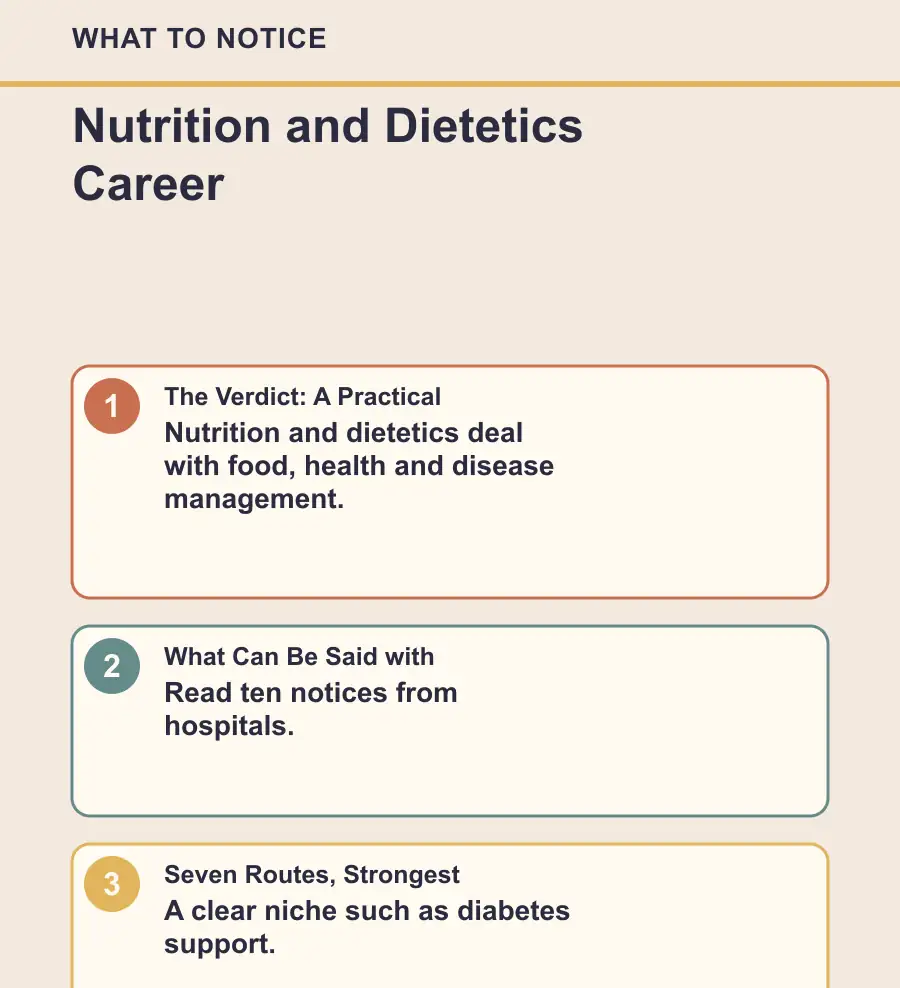 WHAT TO NOTICE
Nutrition and Dietetics
Career
1
The Verdict: A Practical
Nutrition and dietetics deal
with food, health and disease
management.
2
What Can Be Said with
Read ten notices from
hospitals.
3
Seven Routes, Strongest
A clear niche such as diabetes
support.